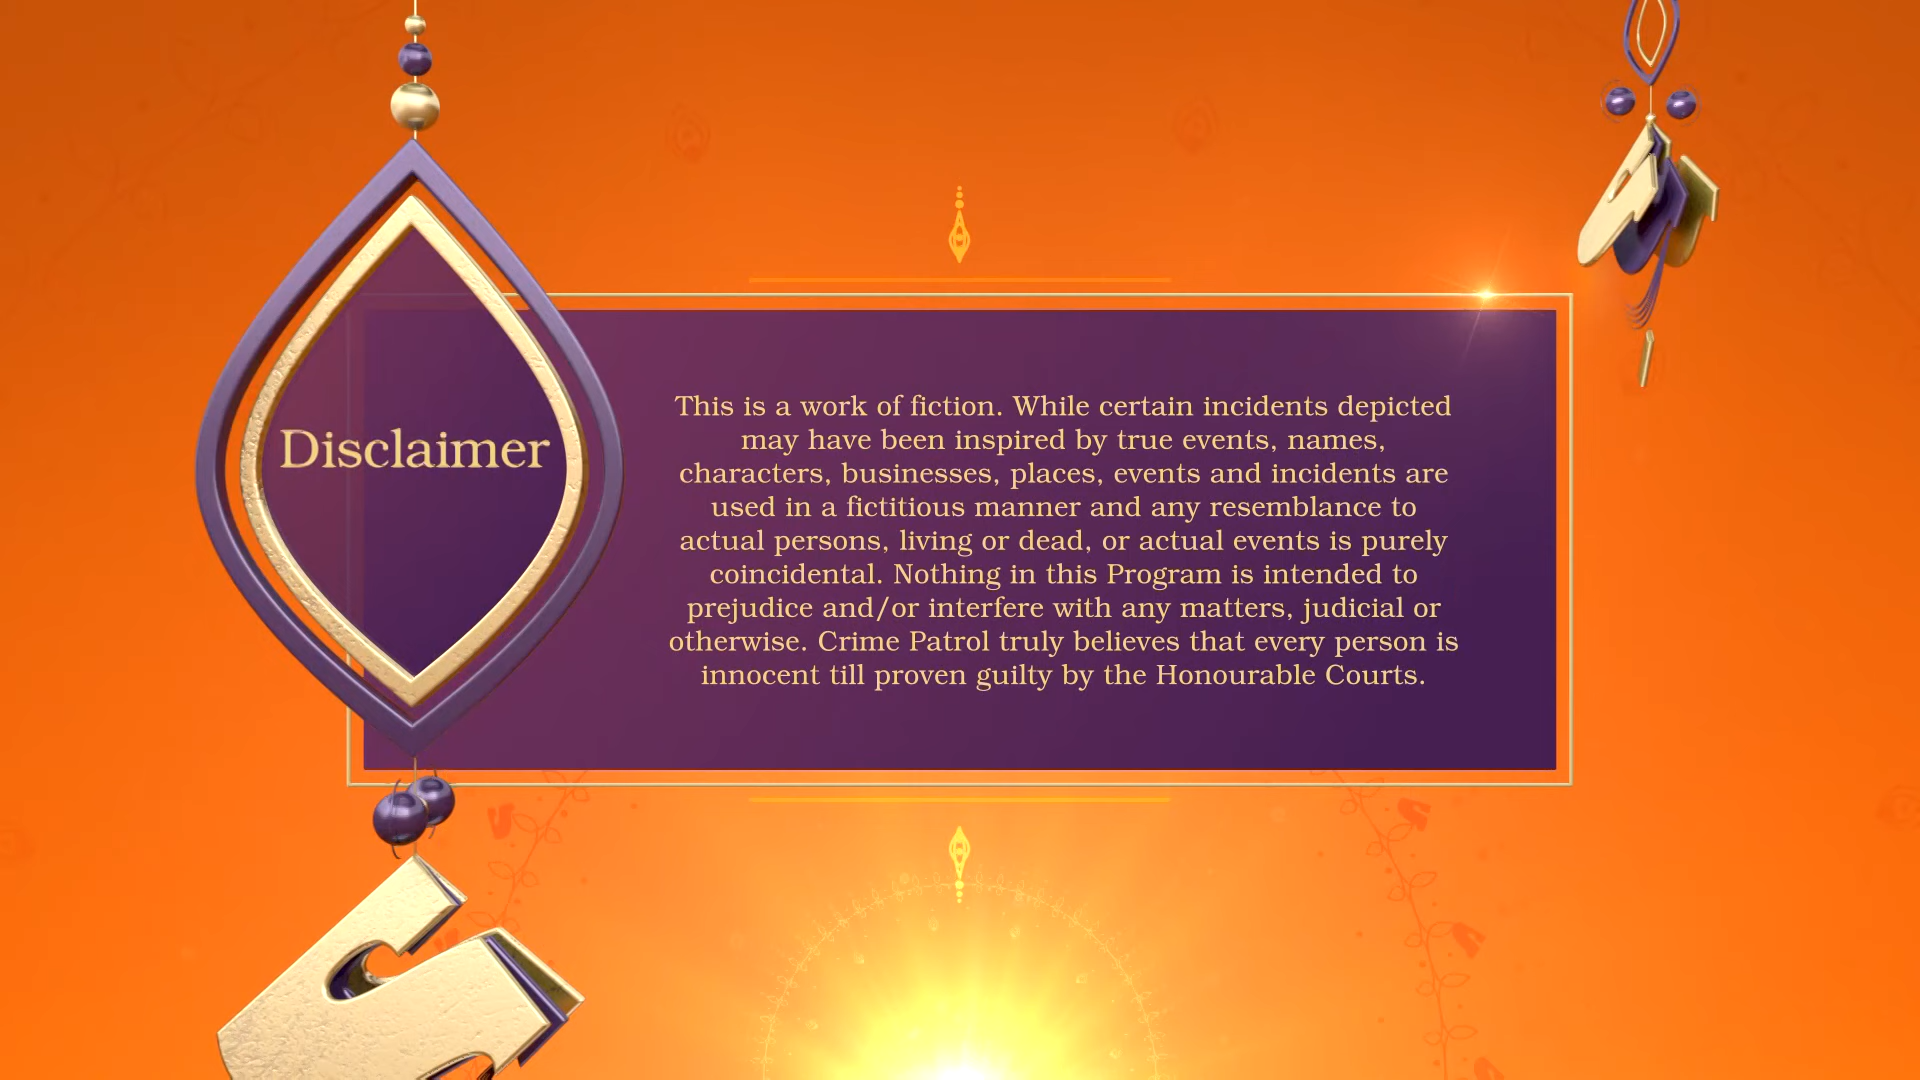 Disclaimer
This is a work of fiction. While certain incidents depicted
may have been inspired by true events, names,
characters, businesses, places, events and incidents are
used in a fictitious manner and any resemblance to
actual persons, living or dead, or actual events is purely
coincidental. Nothing in this Program is intended to
prejudice and/or interfere with any matters, judicial or
otherwise. Crime Patrol truly believes that every person is
innocent till proven guilty by the Honourable Courts.